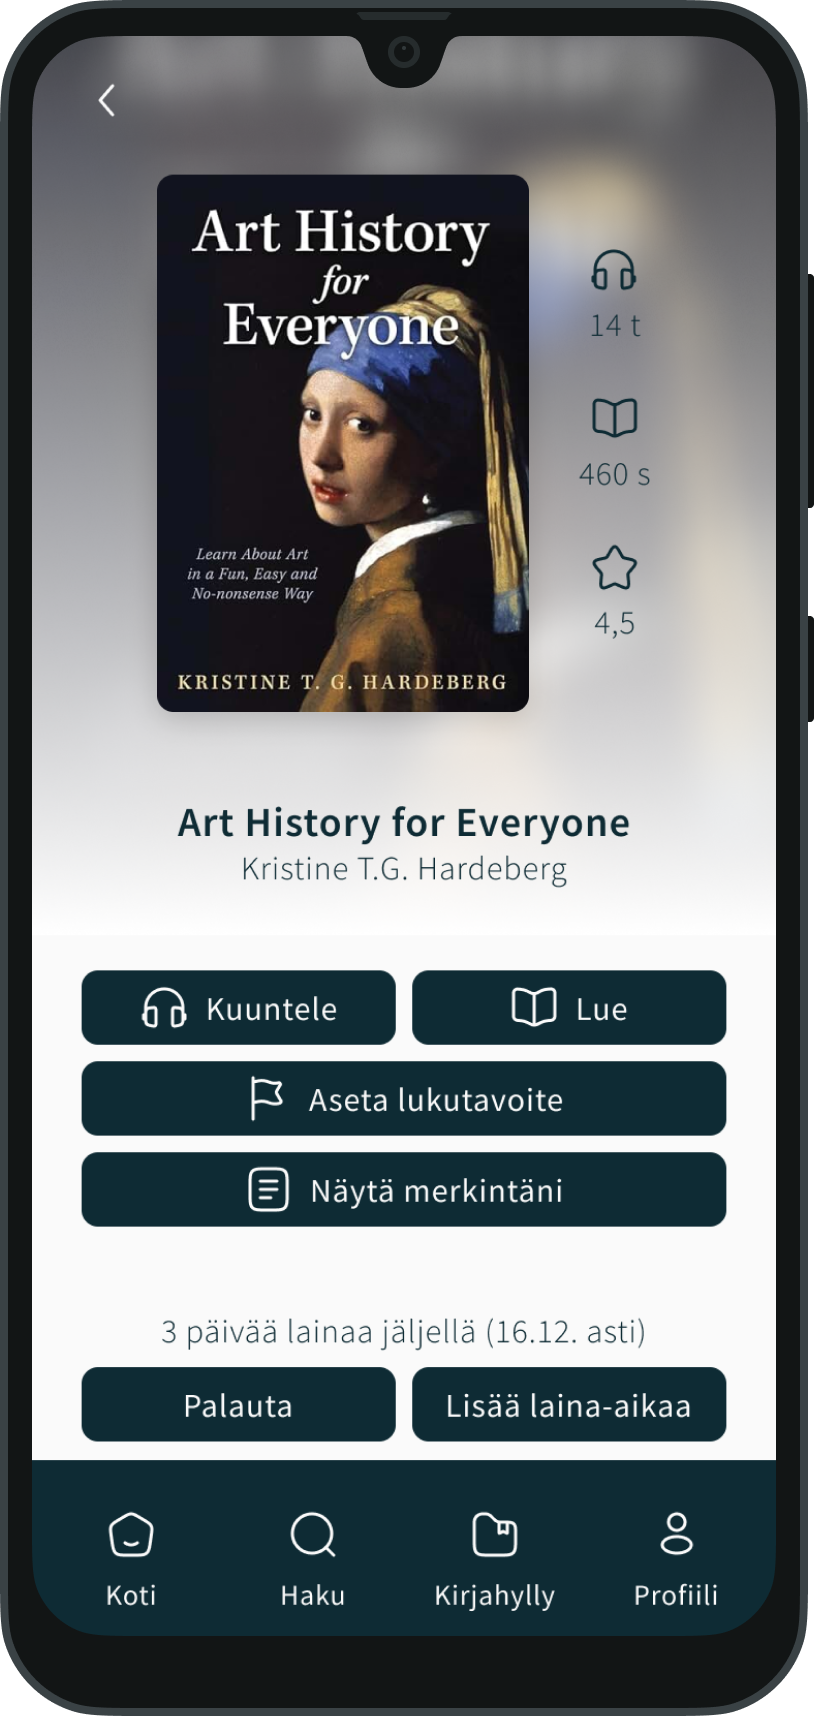 Art History
for
Everyone
Learn About Art
in a Fun, Easy and
No-nonsense Way
KRISTINE T. G. HARDEBERG
14 t
460 s
4,5
Art History for Everyone
Kristine T.G. Hardeberg
Kuuntele
Lue
Aseta lukutavoite
Näytä merkintäni
3 päivää lainaa jäljellä (16.12. asti)
Palauta
Lisää laina-aikaa
Koti
Haku
Kirjahylly
Profiili